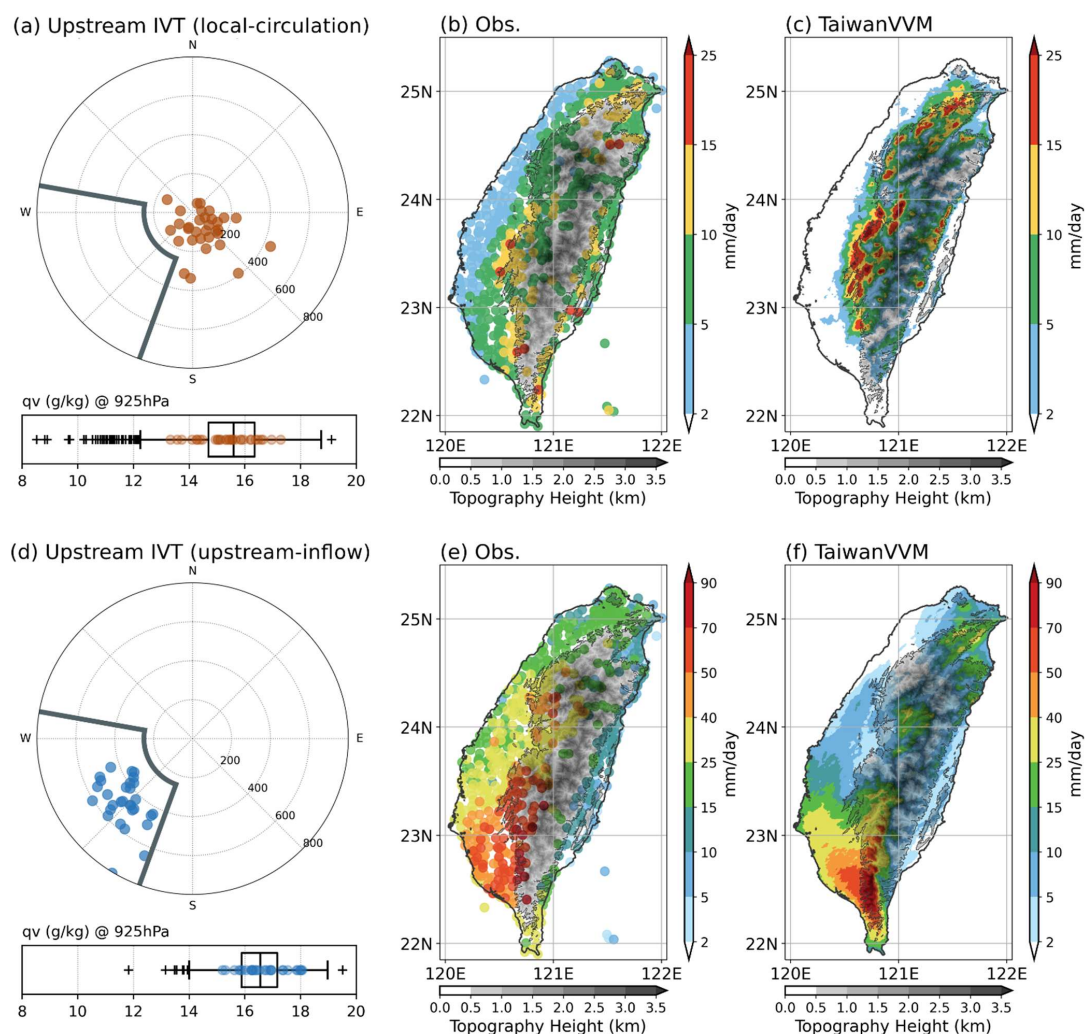 (a) Upstream IVT (local-circulation)
N
W
E
S
200
400
600
800
qv (g/kg) @ 925hPa
8 10 12 14 16 18 20
(b) Obs.
25N
24N
23N
22N
120E 121E 122E
25
15
10
5
2
mm/day
0.0 0.5 1.0 1.5 2.0 2.5 3.0 3.5
Topography Height (km)
(c) TaiwanVVM
25N
24N
23N
22N
120E 121E 122E
25
15
10
5
2
mm/day
0.0 0.5 1.0 1.5 2.0 2.5 3.0 3.5
Topography Height (km)
(d) Upstream IVT (upstream-inflow)
N
W
E
S
200
400
600
800
qv (g/kg) @ 925hPa
8 10 12 14 16 18 20
(e) Obs.
25N
24N
23N
22N
120E 121E 122E
90
70
50
40
25
15
10
5
2
mm/day
0.0 0.5 1.0 1.5 2.0 2.5 3.0 3.5
Topography Height (km)
(f) TaiwanVVM
25N
24N
23N
22N
120E 121E 122E
90
70
50
40
25
15
10
5
2
mm/day
0.0 0.5 1.0 1.5 2.0 2.5 3.0 3.5
Topography Height (km)